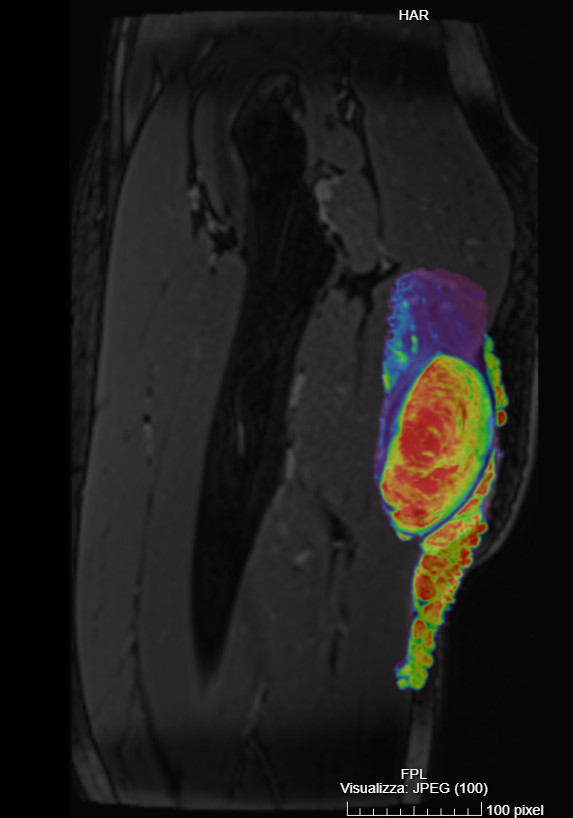 HAR
FPL
Visualizza: JPEG (100)
100 pixel